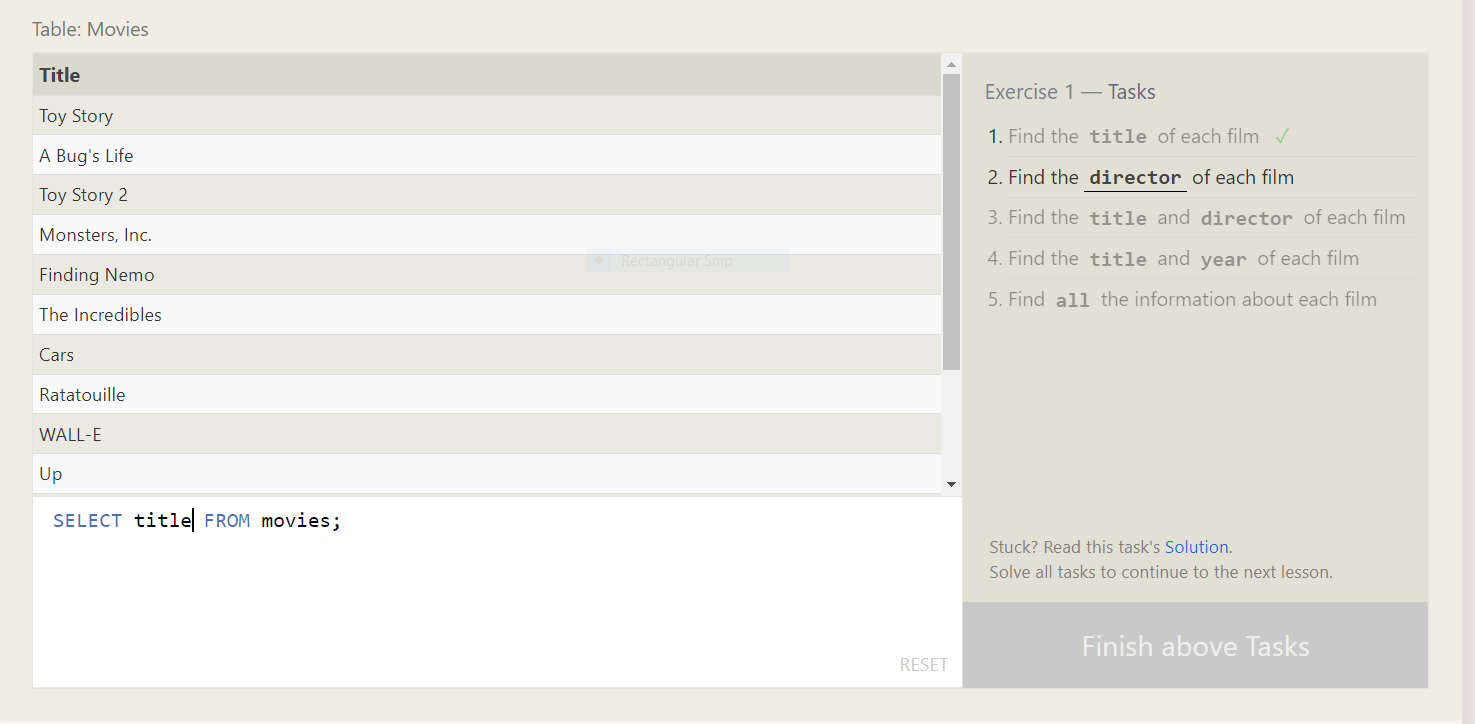 Table: Movies
Title
Toy Story
A Bug's Life
Toy Story 2
Monsters, Inc.
Finding Nemo
The Incredibles
Cars
Ratatouille
WALL-E
Up
Rectangular Snip
SELECT title FROM movies;
RESET
Exercise 1 — Tasks
1. Find the title of each film ✓
2. Find the director of each film
3. Find the title and director of each film
4. Find the title and year of each film
5. Find all the information about each film
Stuck? Read this task's Solution.
Solve all tasks to continue to the next lesson.
Finish above Tasks